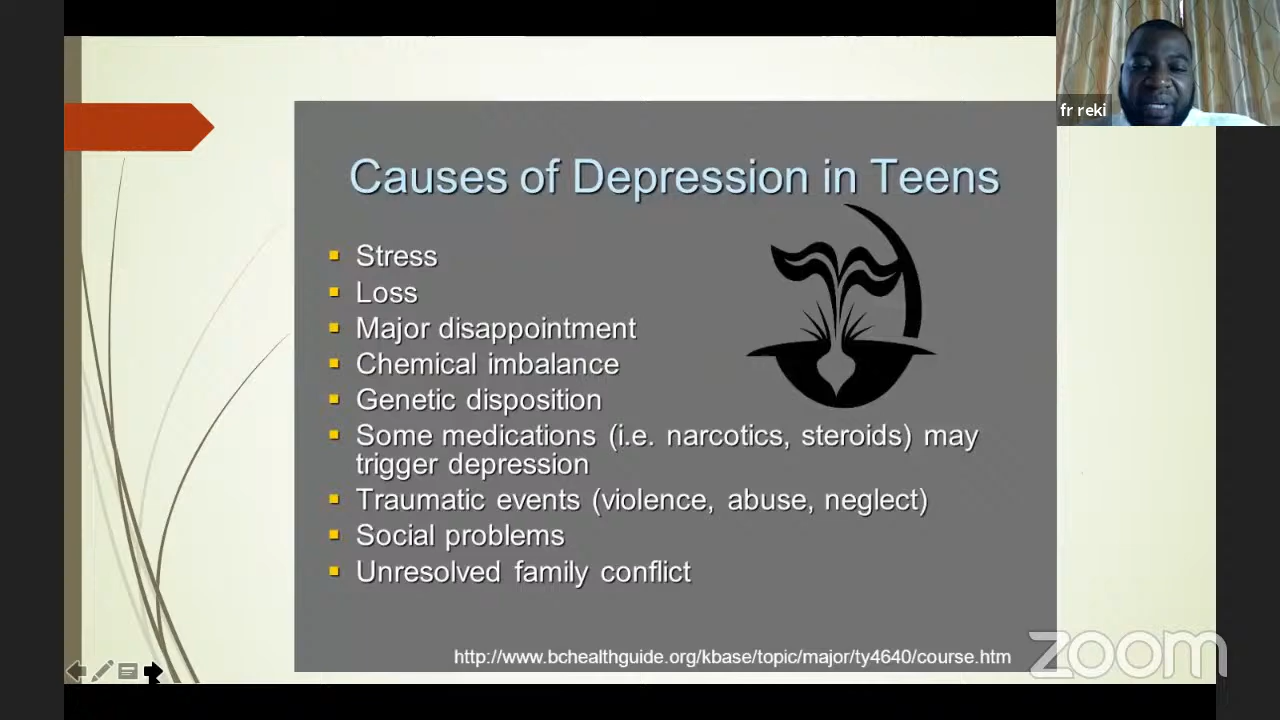 fr reki
Causes of Depression in Teens
Stress
Loss
Major disappointment
Chemical imbalance
Genetic disposition
Some medications (i.e. narcotics, steroids) may
trigger depression
Traumatic events (violence, abuse, neglect)
Social problems
Unresolved family conflict
http://www.bchealthguide.org/kbase/topic/major/ty4640/course.htm
zoom